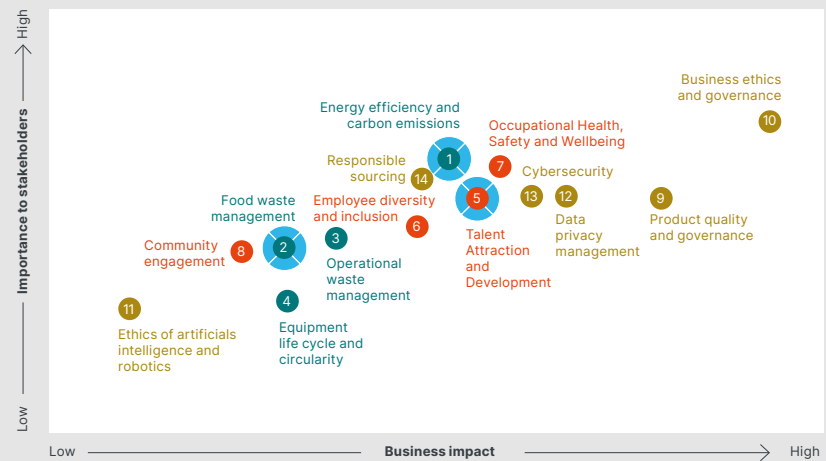 High
Importance to stakeholders
Low
Business ethics
and governance
10
Energy efficiency and
carbon emissions
1
Occupational Health,
Safety and Wellbeing
7
Responsible
sourcing
14
Cybersecurity
13
12
Data
privacy
management
9
Product quality
and governance
5
Talent
Attraction
and
Development
Employee diversity
and inclusion
6
Food waste
management
2
3
Operational
waste
management
Community
engagement
8
4
Equipment
life cycle and
circularity
11
Ethics of artificials
intelligence and
robotics
Low
Business impact
High